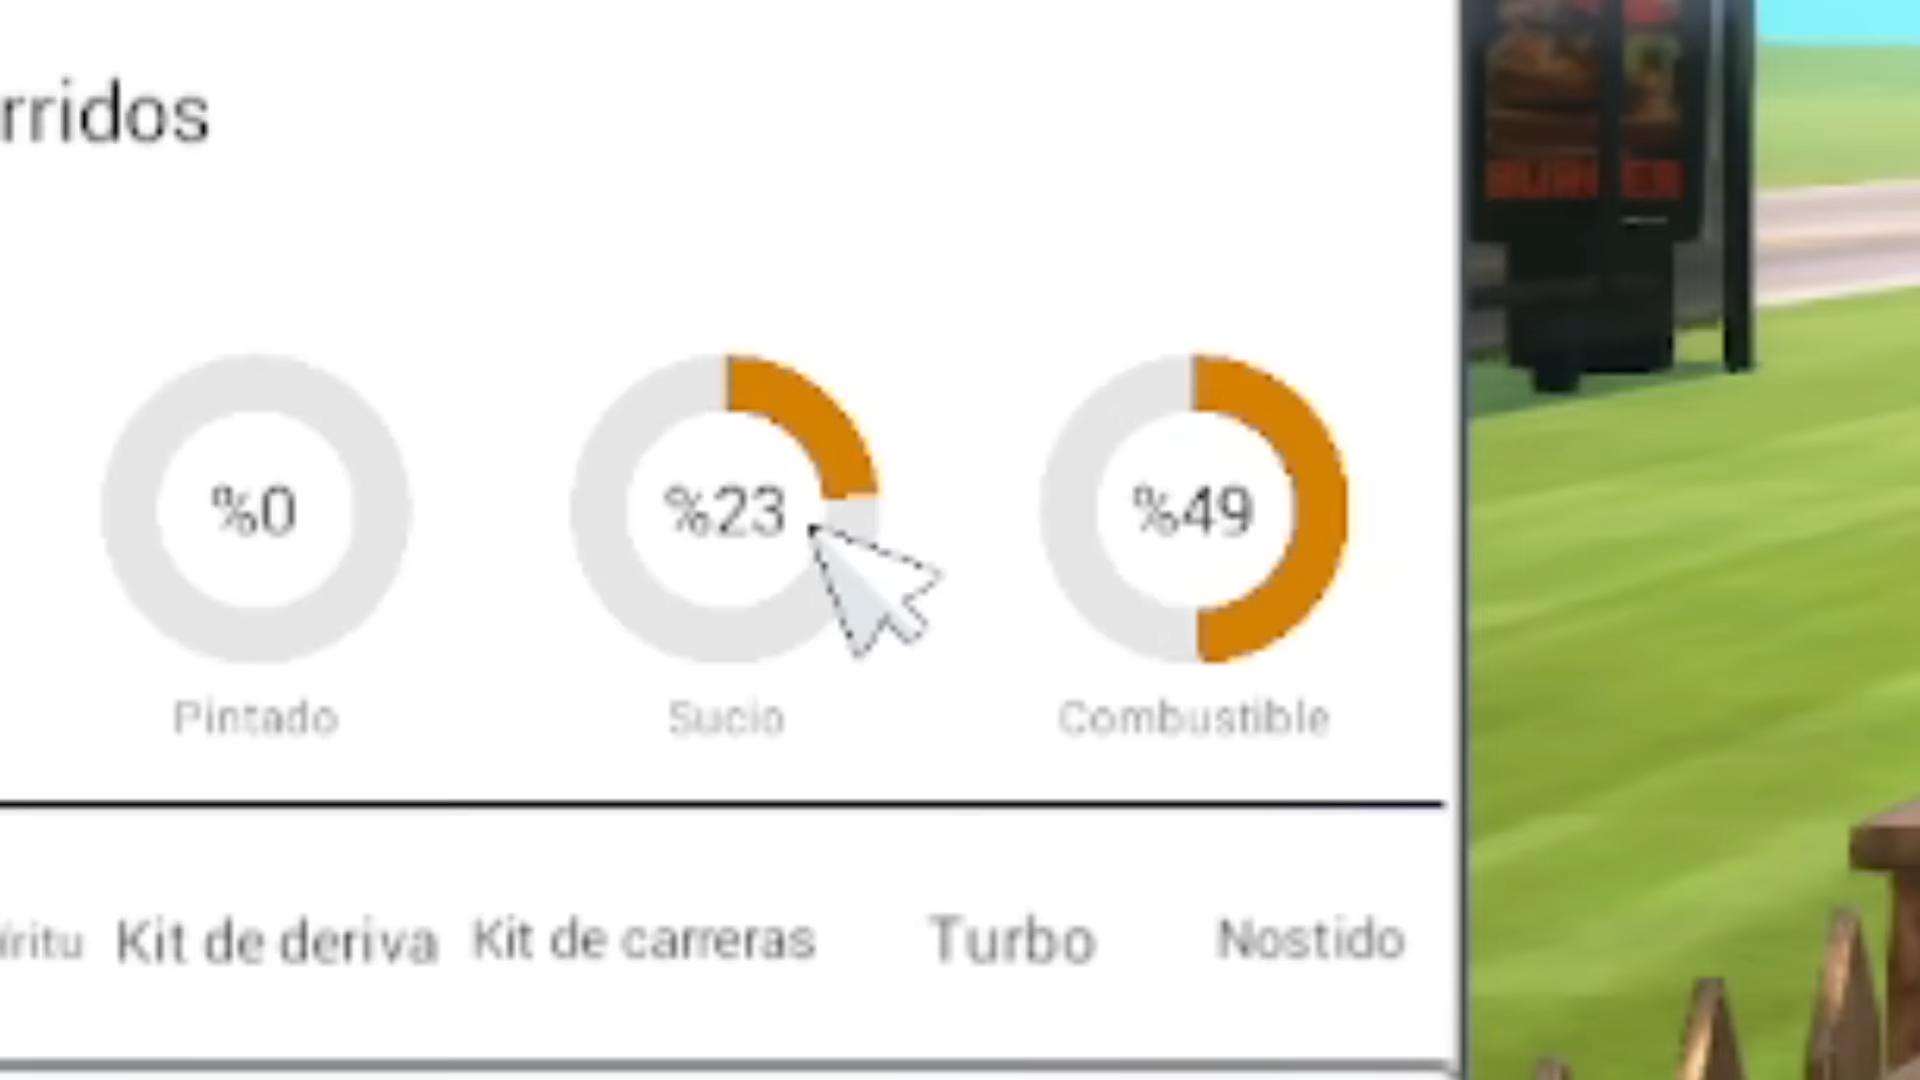 rridos
%0
%23
%49
Pintado
Sucio
Combustible
íritu Kit de deriva Kit de carreras Turbo Nostido